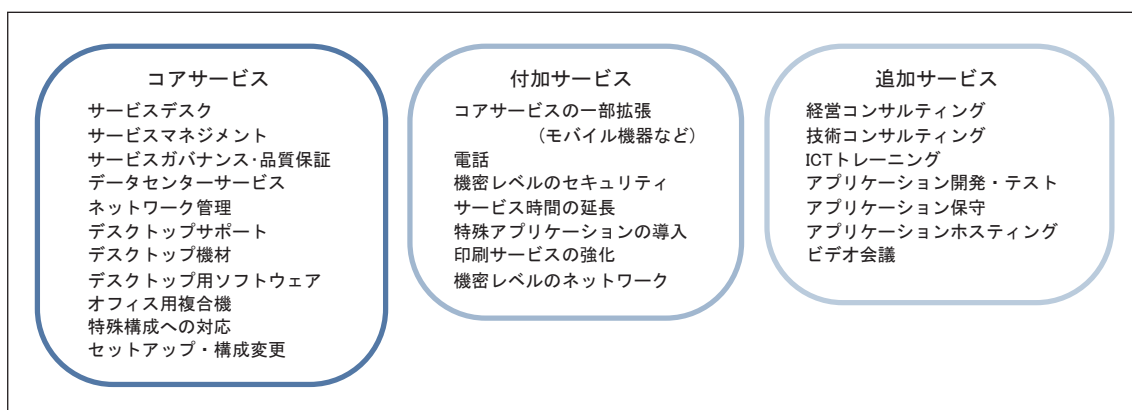 コアサービス
サービスデスク
サービスマネジメント
サービスガバナンス・品質保証
データセンターサービス
ネットワーク管理
デスクトップサポート
デスクトップ機材
デスクトップ用ソフトウェア
オフィス用複合機
特殊構成への対応
セットアップ・構成変更
付加サービス
コアサービスの一部拡張
（モバイル機器など）
電話
機密レベルのセキュリティ
サービス時間の延長
特殊アプリケーションの導入
印刷サービスの強化
機密レベルのネットワーク
追加サービス
経営コンサルティング
技術コンサルティング
ICTトレーニング
アプリケーション開発・テスト
アプリケーション保守
アプリケーションホスティング
ビデオ会議